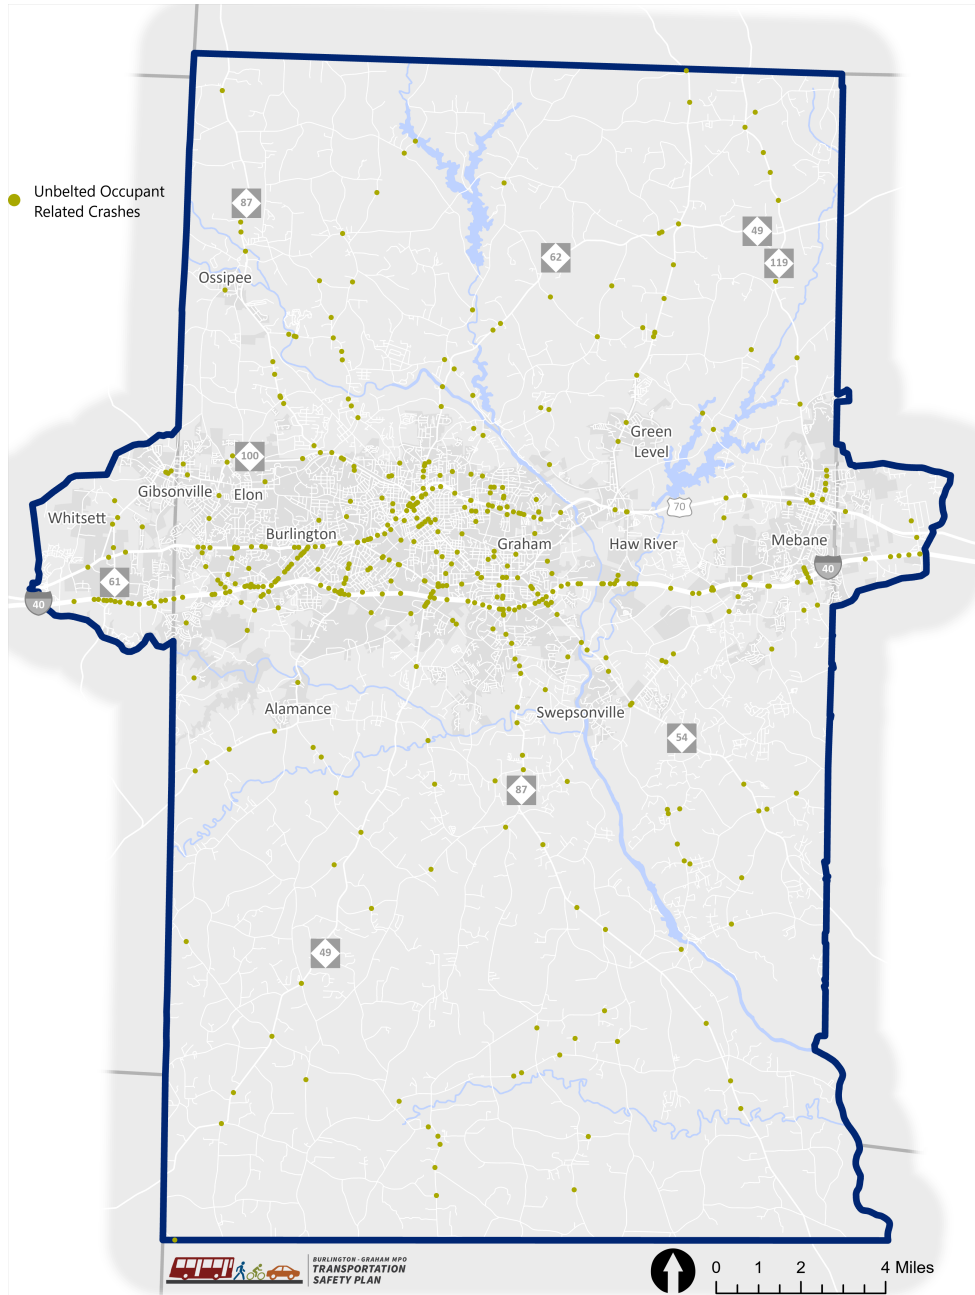 Unbelted Occupant
Related Crashes
87
49
62
119
Ossipee
Green
Level
100
Gibsonville
Elon
Whitsett
70
Burlington
Graham
Haw River
Mebane
40
61
40
Alamance
Swepsonville
54
87
49
BURLINGTON - GRAHAM MPO
TRANSPORTATION
SAFETY PLAN
0 1 2 4 Miles